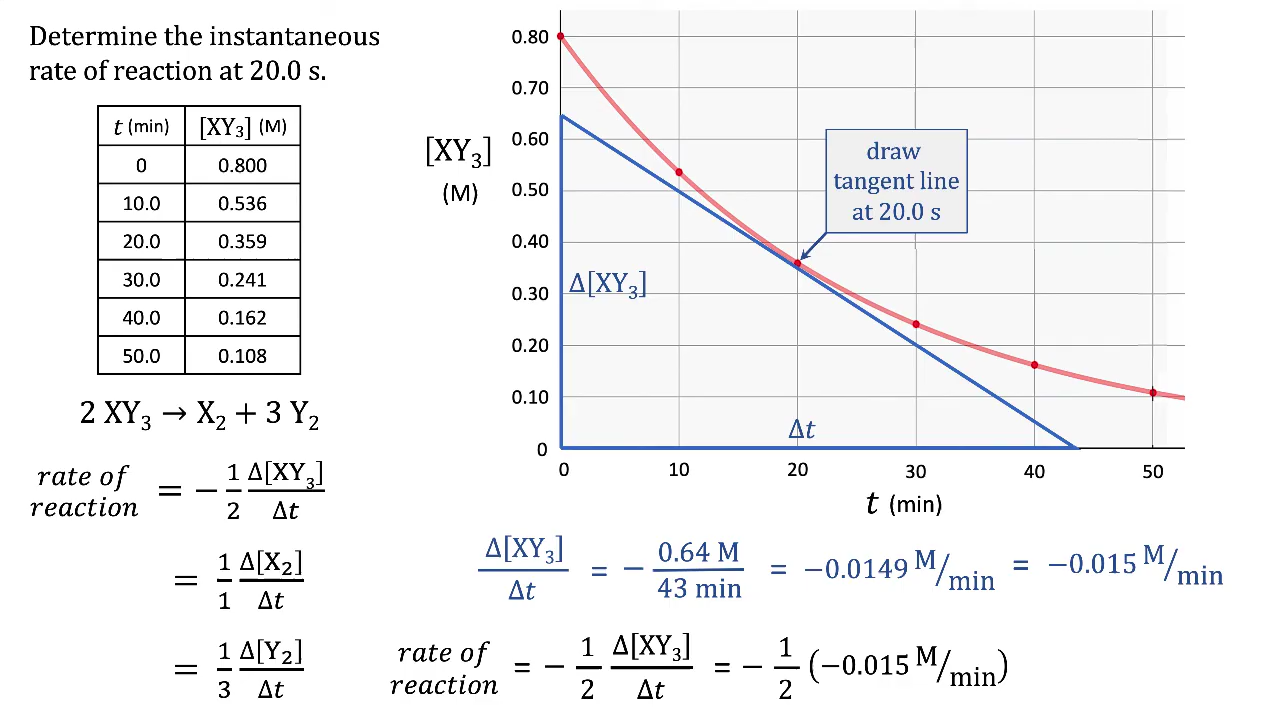 Determine the instantaneous
rate of reaction at 20.0 s.
t (min) [XY₃] (M)
0 0.800
10.0 0.536
20.0 0.359
30.0 0.241
40.0 0.162
50.0 0.108
2 XY₃ → X₂ + 3 Y₂
rate of reaction = − 1/2 Δ[XY₃]/Δt
= 1/1 Δ[X₂]/Δt
= 1/3 Δ[Y₂]/Δt
[XY₃]
(M)
0.80
0.70
0.60
0.50
0.40
0.30
0.20
0.10
0
draw
tangent line
at 20.0 s
Δ[XY₃]
Δt
0 10 20 30 40 50
t (min)
Δ[XY₃]/Δt = − 0.64 M/43 min = −0.0149 M/min = −0.015 M/min
rate of reaction = − 1/2 Δ[XY₃]/Δt = − 1/2 (−0.015 M/min)